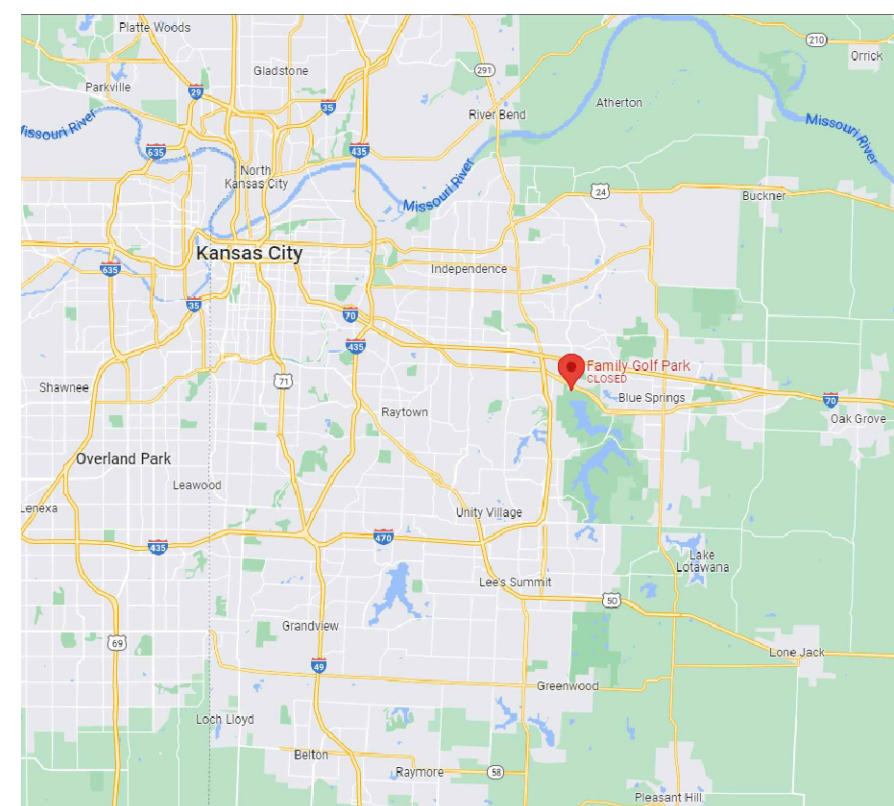 Platte Woods
210
Orrick
Gladstone
291
Parkville
29
35
Atherton
River Bend
Missouri River
Missouri River
635
435
North
Kansas City
Missouri River
24
Buckner
Kansas City
Independence
635
35
70
435
Family Golf Park
CLOSED
71
Shawnee
Blue Springs
70
Raytown
Oak Grove
Overland Park
Leawood
Lenexa
Unity Village
435
470
Lake
Lotawana
Lee's Summit
50
Grandview
69
Lone Jack
49
Greenwood
Loch Lloyd
Belton
Raymore
58
Pleasant Hill